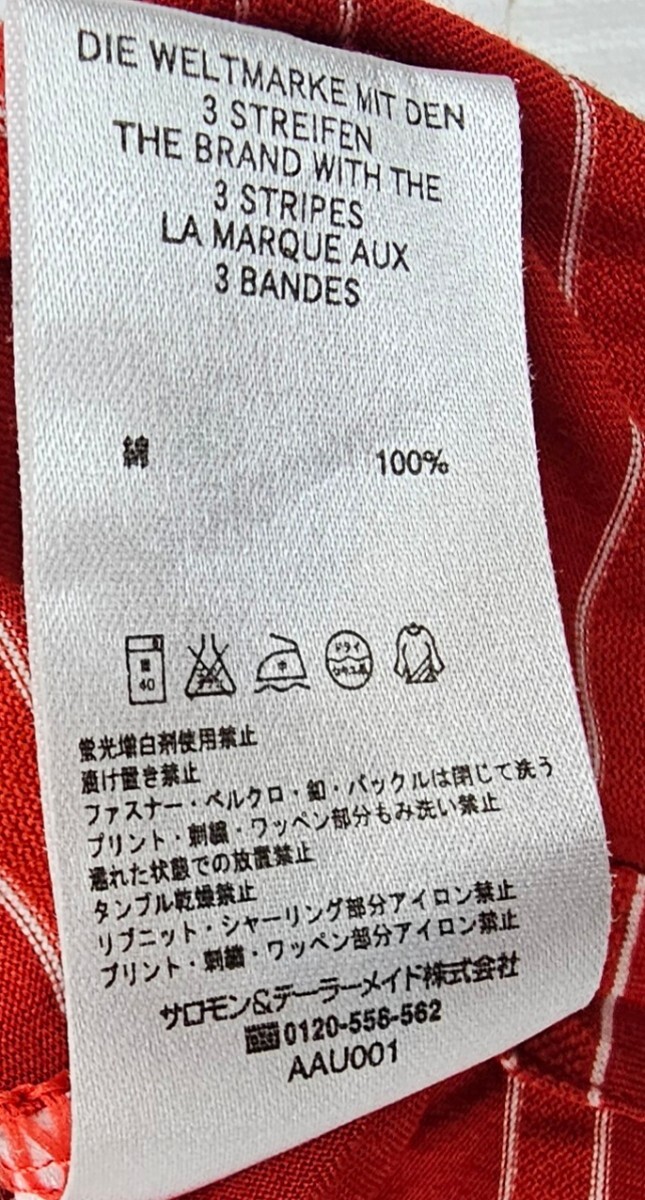 DIE WELTMARKE MIT DEN
3 STREIFEN
THE BRAND WITH THE
3 STRIPES
LA MARQUE AUX
3 BANDES
綿 100%
40 中 ドライ
蛍光増白剤使用禁止
漬け置き禁止
ファスナー・ベルクロ・釦・バックルは閉じて洗う
プリント・刺繍・ワッペン部分もみ洗い禁止
濡れた状態での放置禁止
タンブル乾燥禁止
リブニット・シャーリング部分アイロン禁止
プリント・刺繍・ワッペン部分アイロン禁止
サロモン&テーラーメイド株式会社
0120-558-562
AAU001